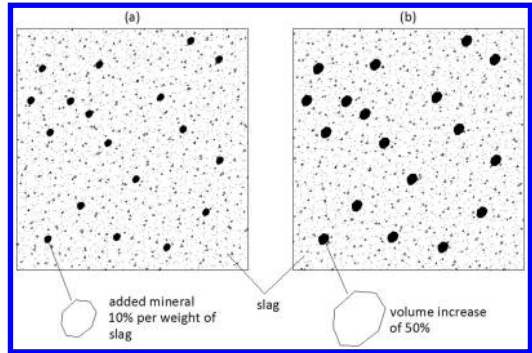 (a)
(b)
added mineral
10% per weight of
slag
slag
volume increase
of 50%